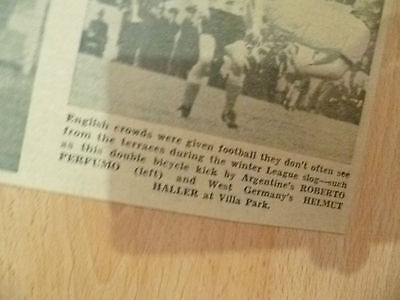 English crowds were given football they don't often see
from the terraces during the winter League slog—such
as this double bicycle kick by Argentine's ROBERTO
PERFUMO (left) and West Germany's HELMUT
HALLER at Villa Park.